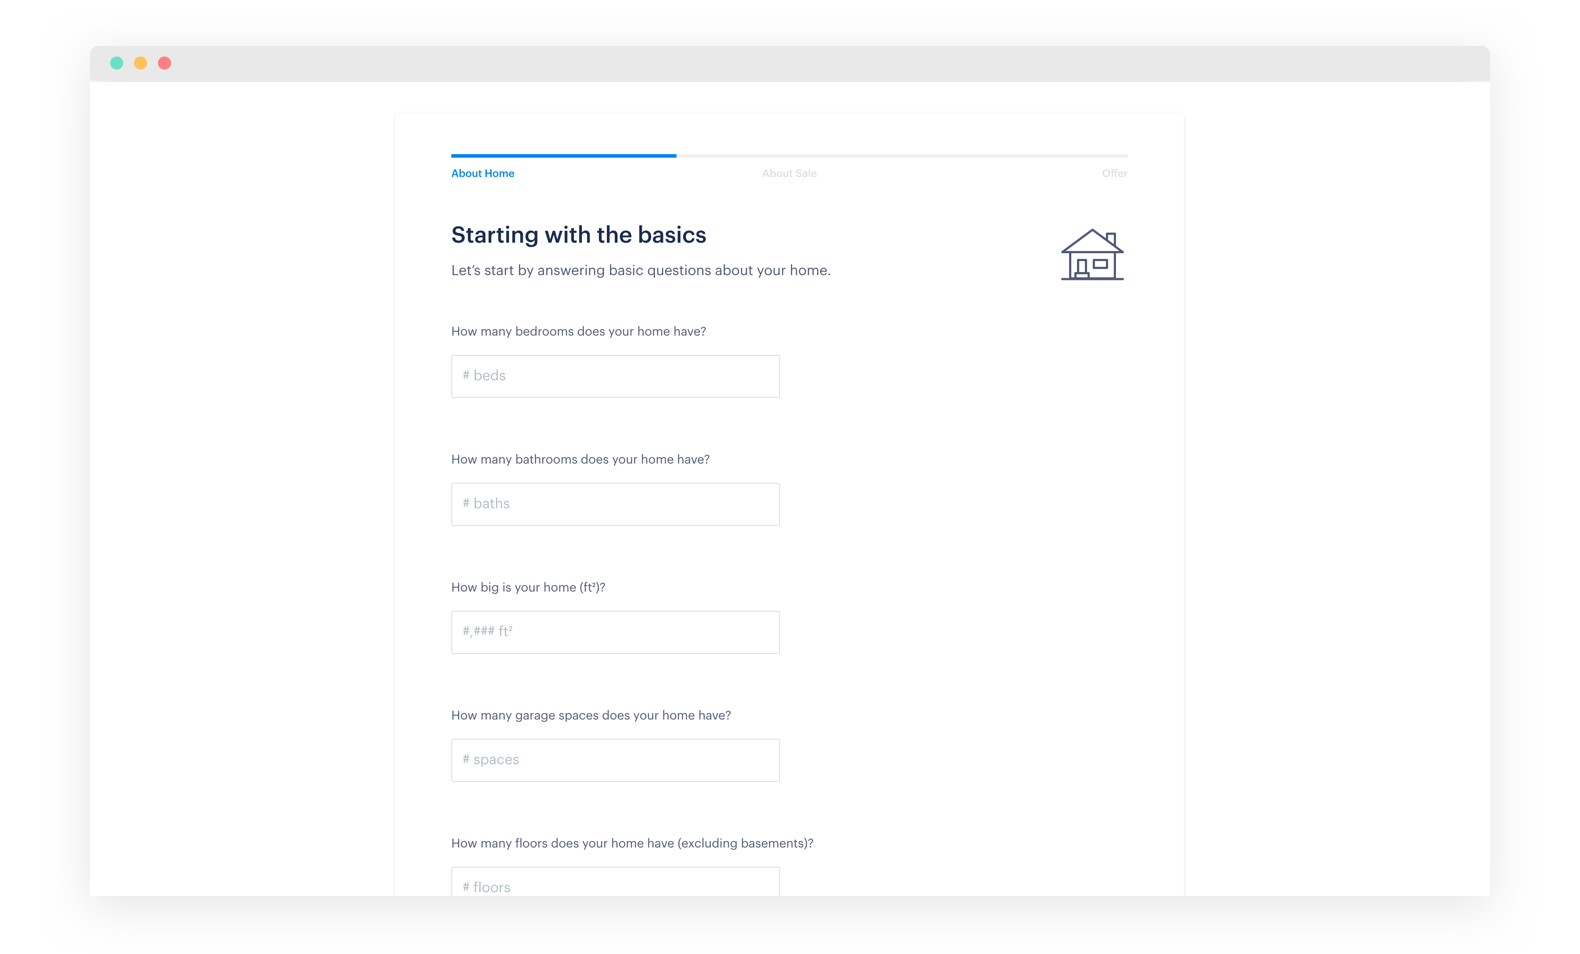 About Home
About Sale
Offer
Starting with the basics
Let’s start by answering basic questions about your home.
How many bedrooms does your home have?
# beds
How many bathrooms does your home have?
# baths
How big is your home (ft²)?
#,### ft²
How many garage spaces does your home have?
# spaces
How many floors does your home have (excluding basements)?
# floors